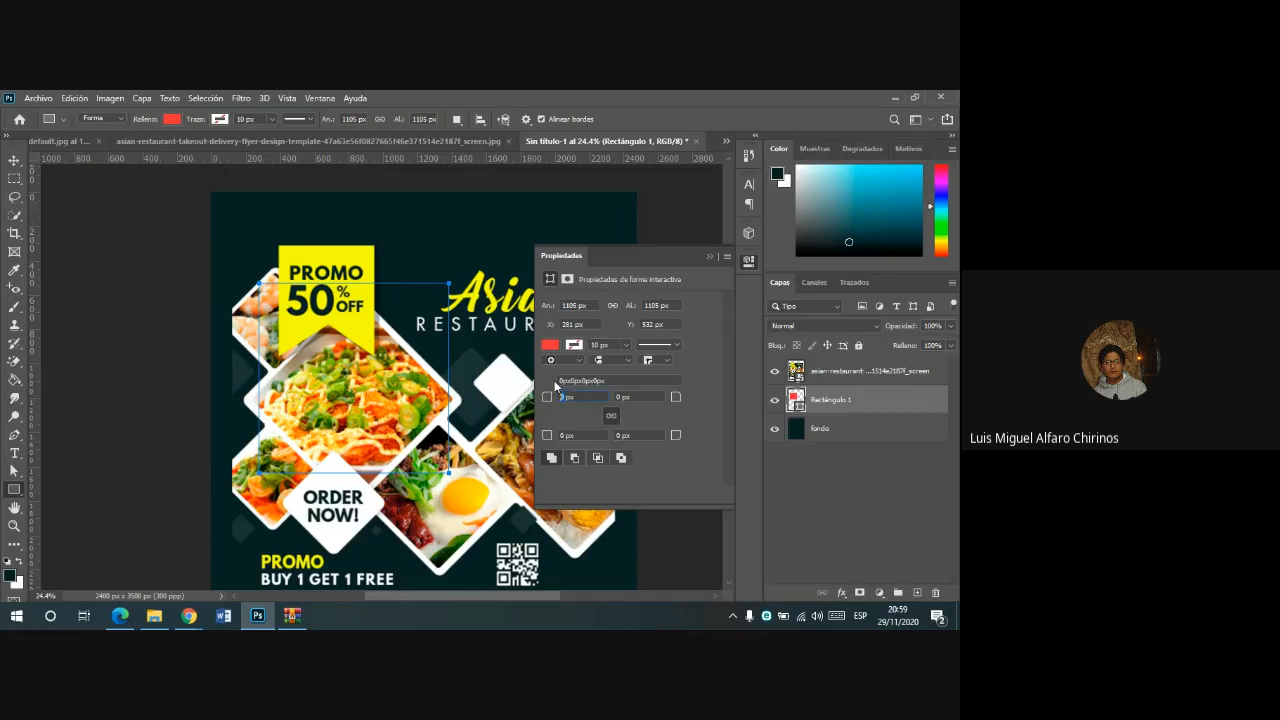 Archivo Edición Imagen Capa Texto Selección Filtro 3D Vista Ventana Ayuda
Forma Relleno: Trazo: 10 px An.: 1105 px Al.: 1105 px Alinear bordes
default.jpg al 1... × asian-restaurant-takeout-delivery-flyer-design-template-47a63e56f0827665f46e371514e2187f_screen.jpg × Sin título-1 al 24.4% (Rectángulo 1, RGB/8) * ×
1000 800 600 400 200 0 200 400 600 800 1000 1200 1400 1600 1800 2000 2200 2400 2600 2800
Color Muestras Degradados Motivos
PROMO
50% OFF
Asia
RESTAUR
ORDER
NOW!
PROMO
BUY 1 GET 1 FREE
Propiedades
Propiedades de forma interactiva
An.: 1105 px Al.: 1105 px
X: 281 px Y: 532 px
10 px
0px0px0px0px
0 px 0 px
0 px 0 px
Capas Canales Trazados
Tipo
Normal Opacidad: 100%
Bloq.: Relleno: 100%
asian-restaurant-...1514e2187f_screen
Rectángulo 1
fondo
24.4% 2480 px x 3508 px (300 ppp)
ESP
20:59
29/11/2020
2
Luis Miguel Alfaro Chirinos